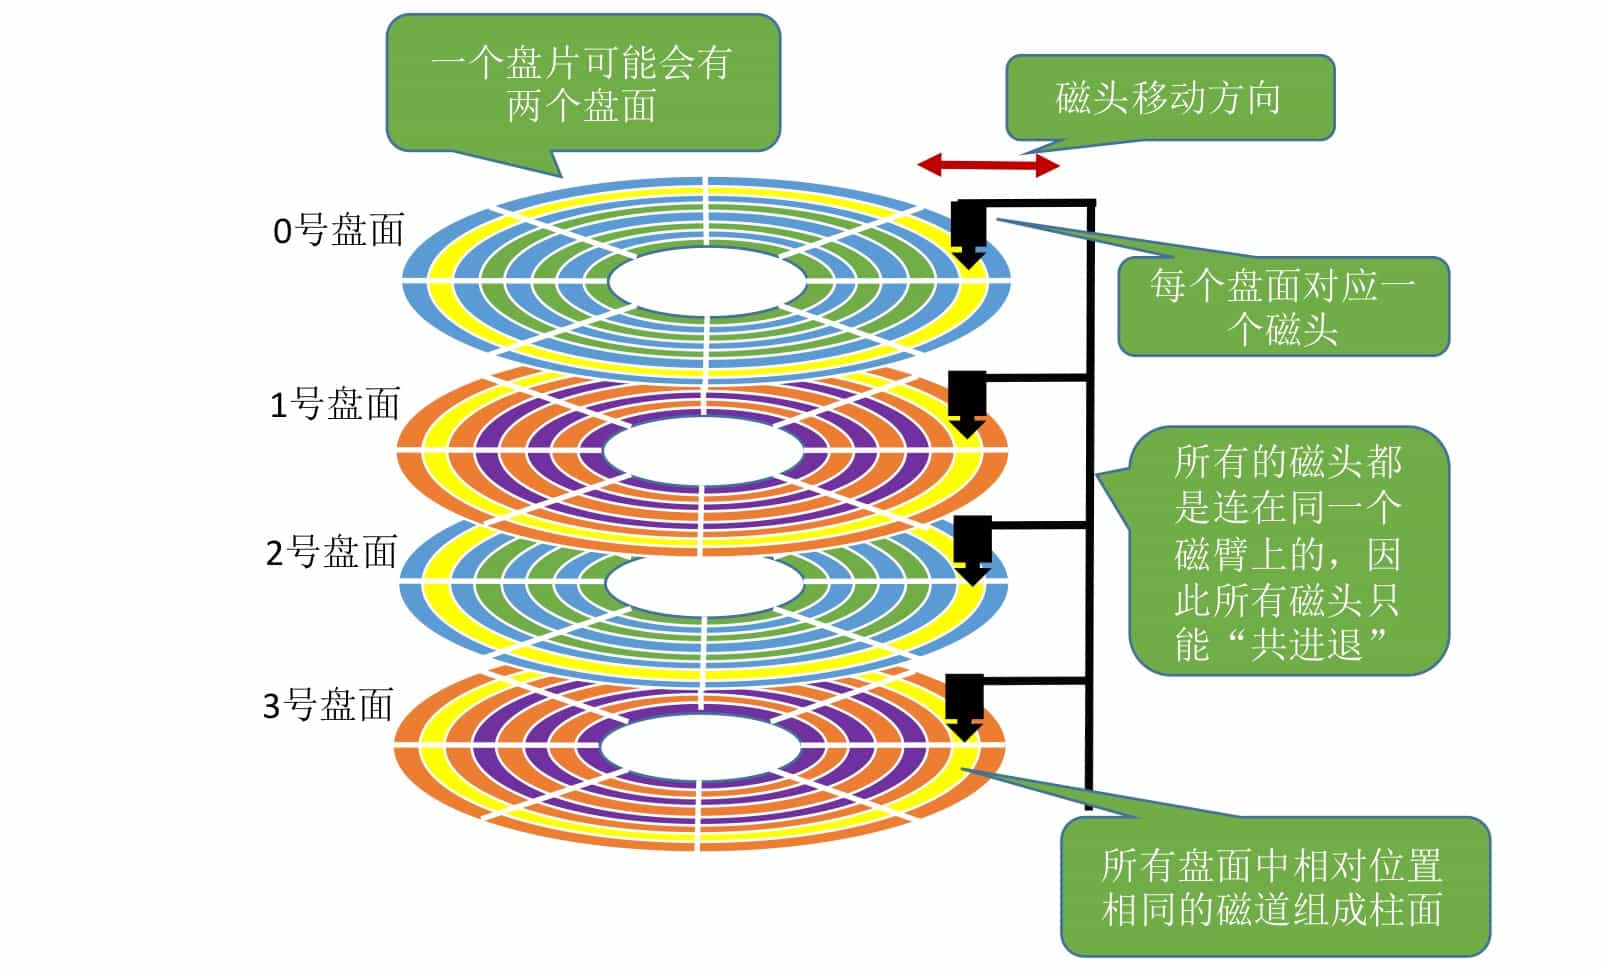 一个盘片可能会有
两个盘面
磁头移动方向
0号盘面
每个盘面对应一
个磁头
1号盘面
所有的磁头都
是连在同一个
磁臂上的，因
此所有磁头只
能“共进退”
2号盘面
3号盘面
所有盘面中相对位置
相同的磁道组成柱面